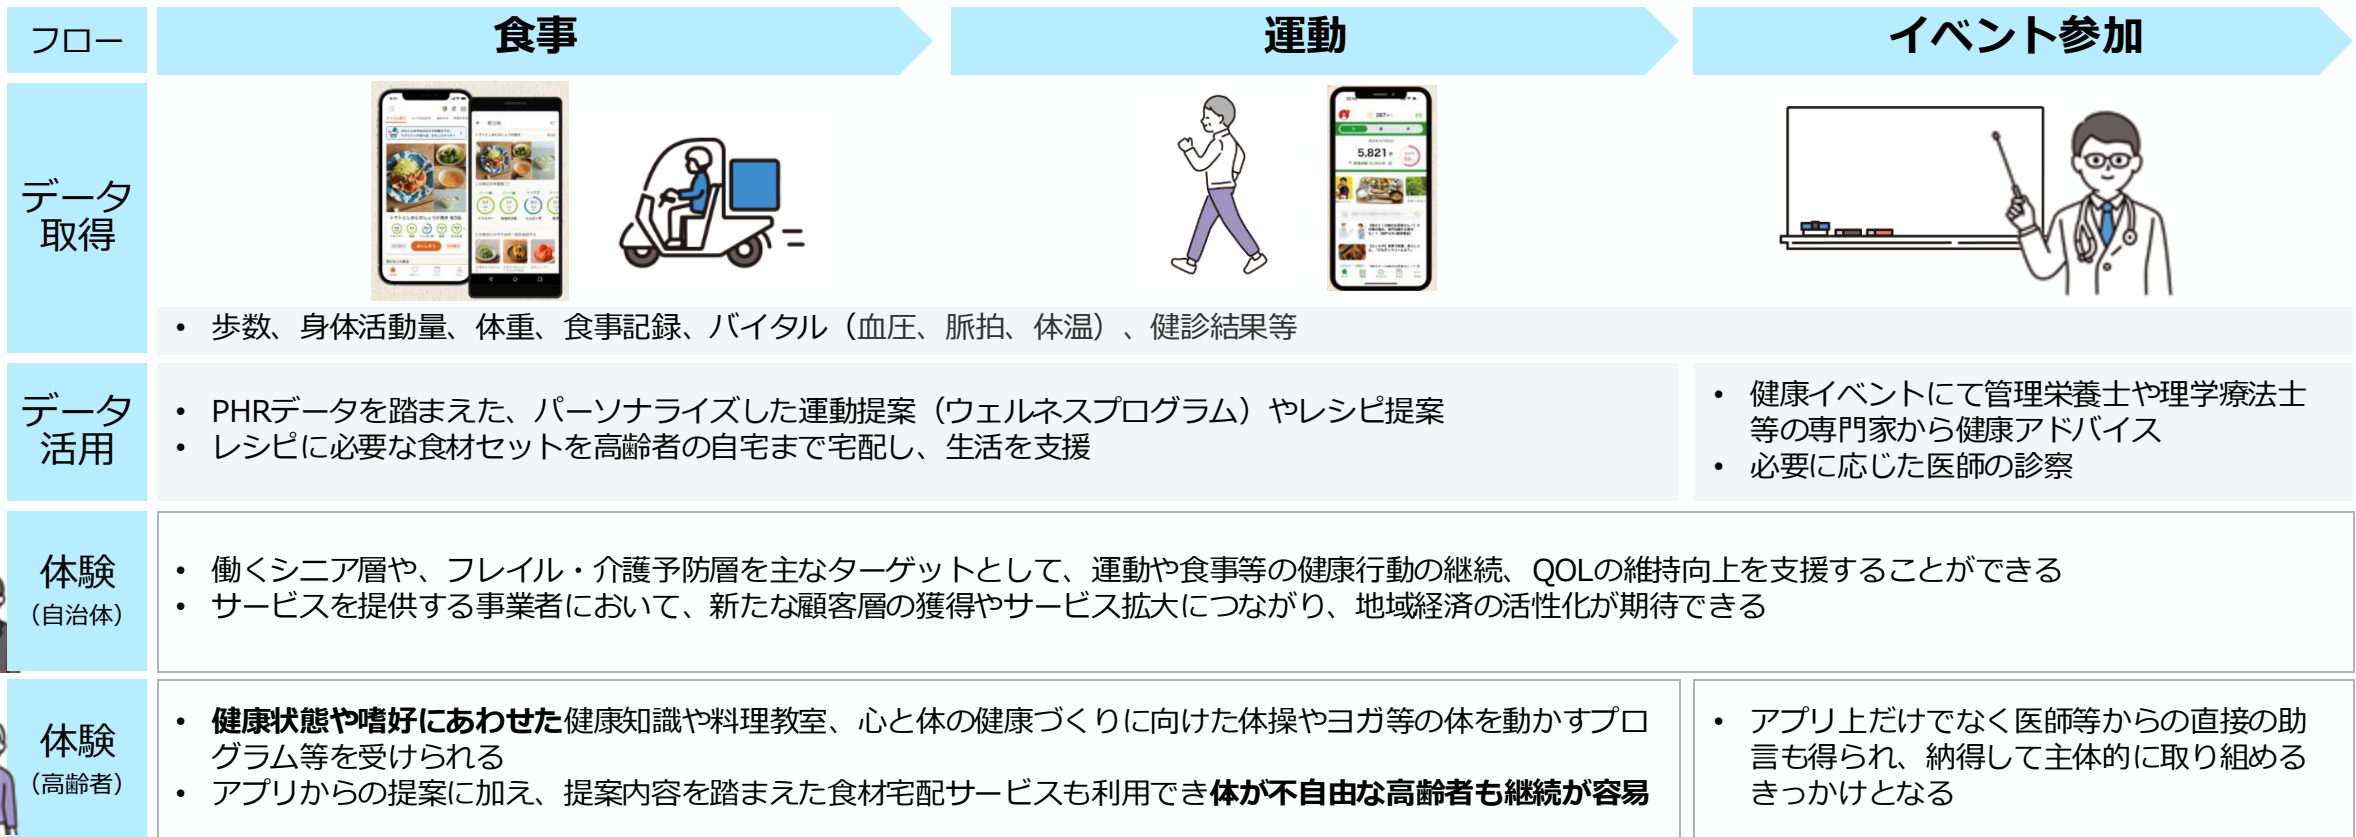 フロー
食事
運動
イベント参加
データ
取得
5,821
• 歩数、身体活動量、体重、食事記録、バイタル（血圧、脈拍、体温）、健診結果等
データ
活用
• PHRデータを踏まえた、パーソナライズした運動提案（ウェルネスプログラム）やレシピ提案
• レシピに必要な食材セットを高齢者の自宅まで宅配し、生活を支援
• 健康イベントにて管理栄養士や理学療法士
等の専門家から健康アドバイス
• 必要に応じた医師の診察
体験
（自治体）
• 働くシニア層や、フレイル・介護予防層を主なターゲットとして、運動や食事等の健康行動の継続、QOLの維持向上を支援することができる
• サービスを提供する事業者において、新たな顧客層の獲得やサービス拡大につながり、地域経済の活性化が期待できる
体験
（高齢者）
• 健康状態や嗜好にあわせた健康知識や料理教室、心と体の健康づくりに向けた体操やヨガ等の体を動かすプロ
グラム等を受けられる
• アプリからの提案に加え、提案内容を踏まえた食材宅配サービスも利用でき体が不自由な高齢者も継続が容易
• アプリ上だけでなく医師等からの直接の助
言も得られ、納得して主体的に取り組める
きっかけとなる